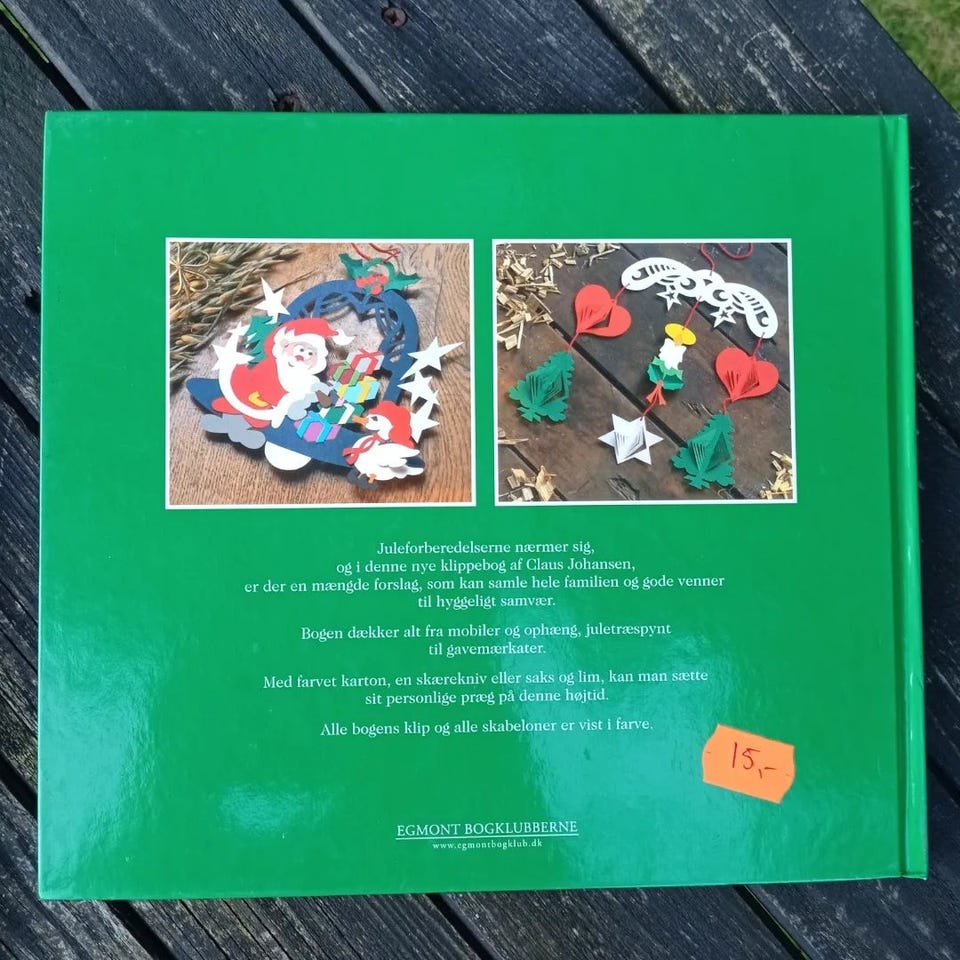 Juleforberedelserne nærmer sig,
og i denne nye klippebog af Claus Johansen,
er der en mængde forslag, som kan samle hele familien og gode venner
til hyggeligt samvær.
Bogen dækker alt fra mobiler og ophæng, juletræspynt
til gavemærkater.
Med farvet karton, en skærekniv eller saks og lim, kan man sætte
sit personlige præg på denne højtid.
Alle bogens klip og alle skabeloner er vist i farve.
15,-
EGMONT BOGKLUBBERNE
www.egmontbogklub.dk